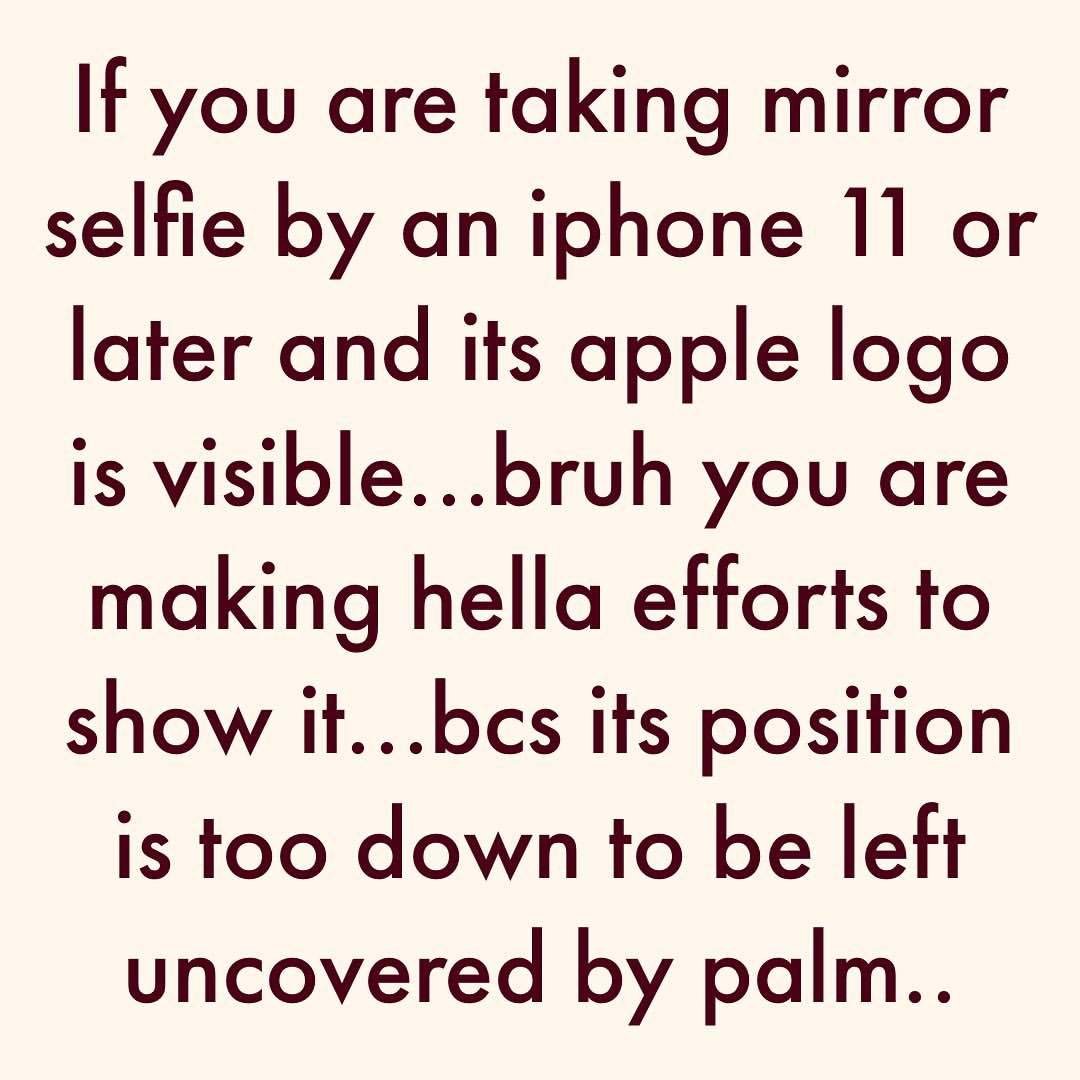 If you are taking mirror
selfie by an iphone 11 or
later and its apple logo
is visible...bruh you are
making hella efforts to
show it...bcs its position
is too down to be left
uncovered by palm..